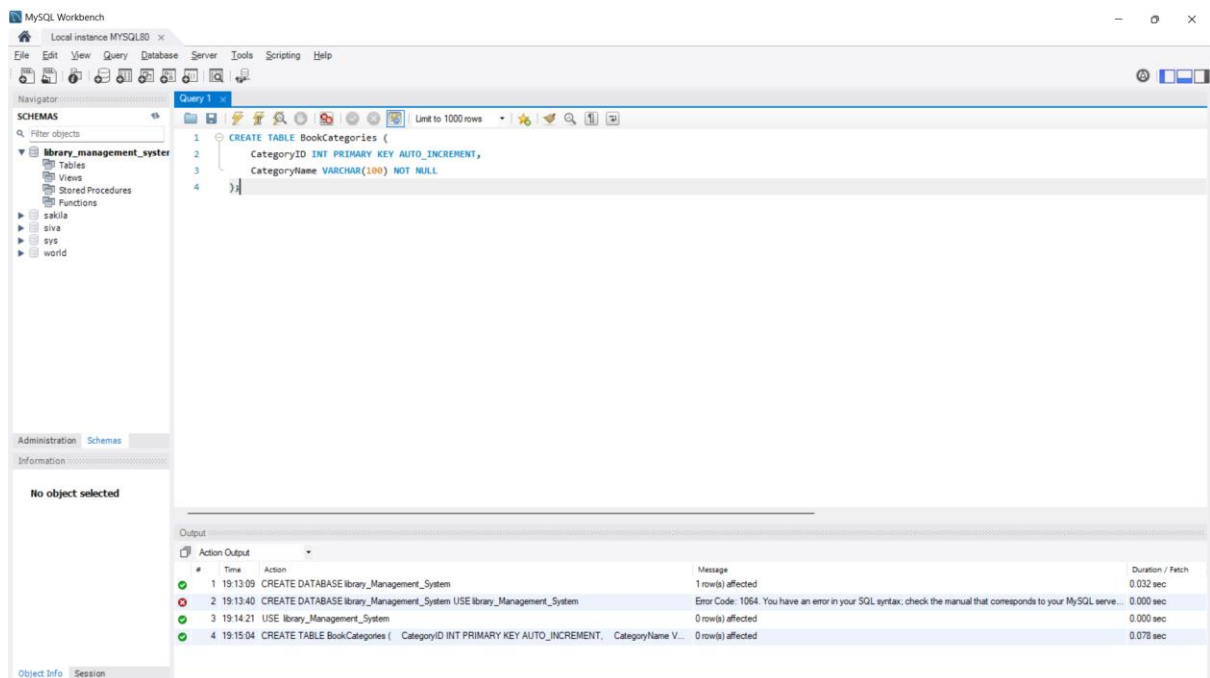 MySQL Workbench
Local instance MYSQL80 ×
File Edit View Query Database Server Tools Scripting Help
Navigator
Query 1 ×
SCHEMAS
Limit to 1000 rows
Filter objects
library_management_syster
Tables
Views
Stored Procedures
Functions
sakila
siva
sys
world
1 CREATE TABLE BookCategories (
2 CategoryID INT PRIMARY KEY AUTO_INCREMENT,
3 CategoryName VARCHAR(100) NOT NULL
4 );
Administration Schemas
Information
No object selected
Output
Action Output
# Time Action Message Duration / Fetch
1 19:13:09 CREATE DATABASE library_Management_System 1 row(s) affected 0.032 sec
2 19:13:40 CREATE DATABASE library_Management_System USE library_Management_System Error Code: 1064. You have an error in your SQL syntax; check the manual that corresponds to your MySQL serve... 0.000 sec
3 19:14:21 USE library_Management_System 0 row(s) affected 0.000 sec
4 19:15:04 CREATE TABLE BookCategories ( CategoryID INT PRIMARY KEY AUTO_INCREMENT, CategoryName V... 0 row(s) affected 0.078 sec
Object Info Session